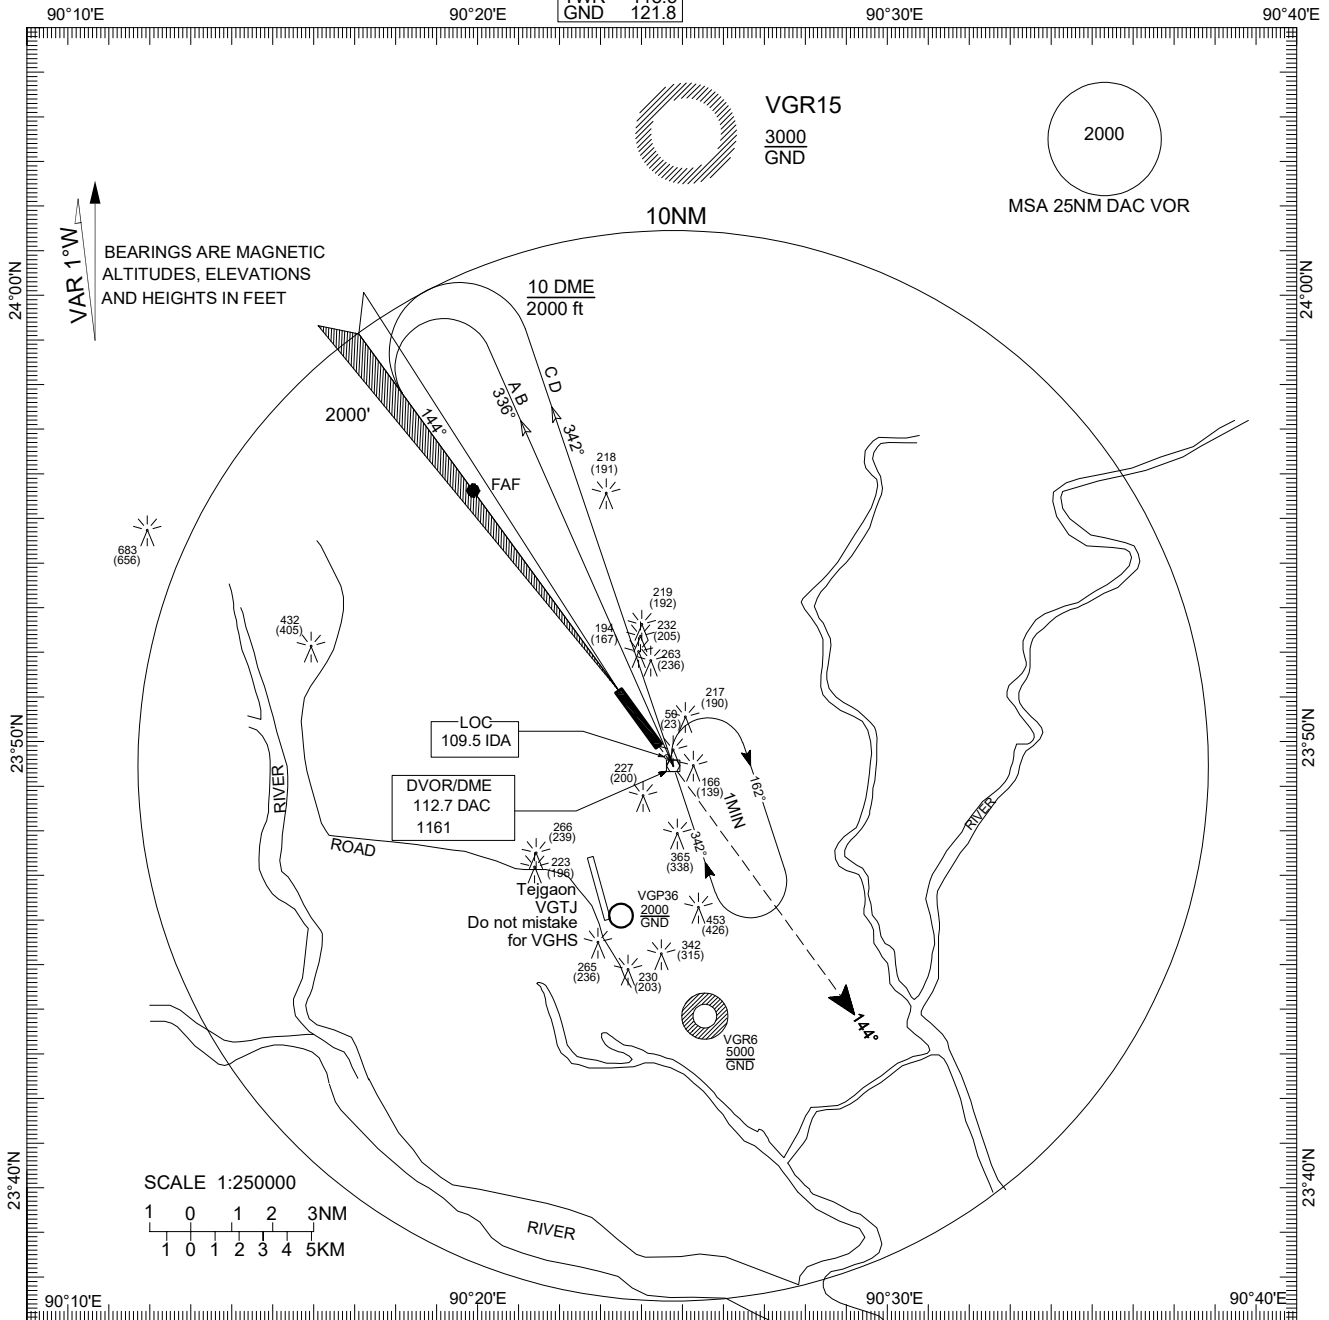 GND 121.8
90°10'E 90°20'E 90°30'E 90°40'E
VGR15
3000
GND
2000
MSA 25NM DAC VOR
10NM
VAR 1°W
BEARINGS ARE MAGNETIC
ALTITUDES, ELEVATIONS
AND HEIGHTS IN FEET
24°00'N
24°00'N
10 DME
2000 ft
2000'
144°
A B
336°
C D
342°
218
(191)
FAF
683
(656)
432
(405)
219
(192)
194
(167)
232
(205)
263
(236)
217
(190)
50
(23)
LOC
109.5 IDA
23°50'N
23°50'N
227
(200)
166
(139)
162°
1MIN
DVOR/DME
112.7 DAC
1161
RIVER
RIVER
342°
ROAD
266
(239)
223
(196)
365
(338)
Tejgaon
VGTJ
Do not mistake
for VGHS
VGP36
2000
GND
453
(426)
342
(315)
265
(236)
230
(203)
VGR6
5000
GND
144°
23°40'N
23°40'N
SCALE 1:250000
1 0 1 2 3NM
1 0 1 2 3 4 5KM
RIVER
90°10'E 90°20'E 90°30'E 90°40'E